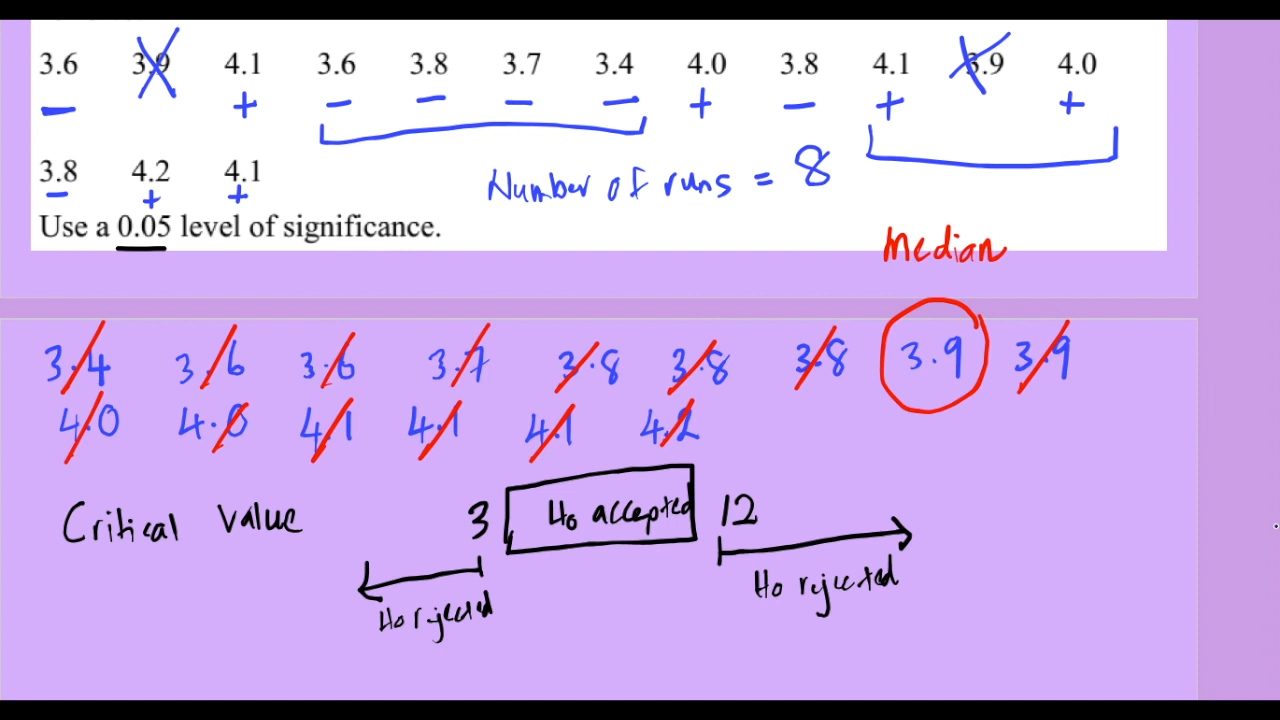 3.6 3.9 4.1 3.6 3.8 3.7 3.4 4.0 3.8 4.1 3.9 4.0
− + − − − − + − + +
3.8 4.2 4.1
− + +
Number of runs = 8
Use a 0.05 level of significance.
Median
3.4 3.6 3.6 3.7 3.8 3.8 3.8 3.9 3.9
4.0 4.0 4.1 4.1 4.1 4.2
Critical Value 3 Ho accepted 12
Ho rejected Ho rejected